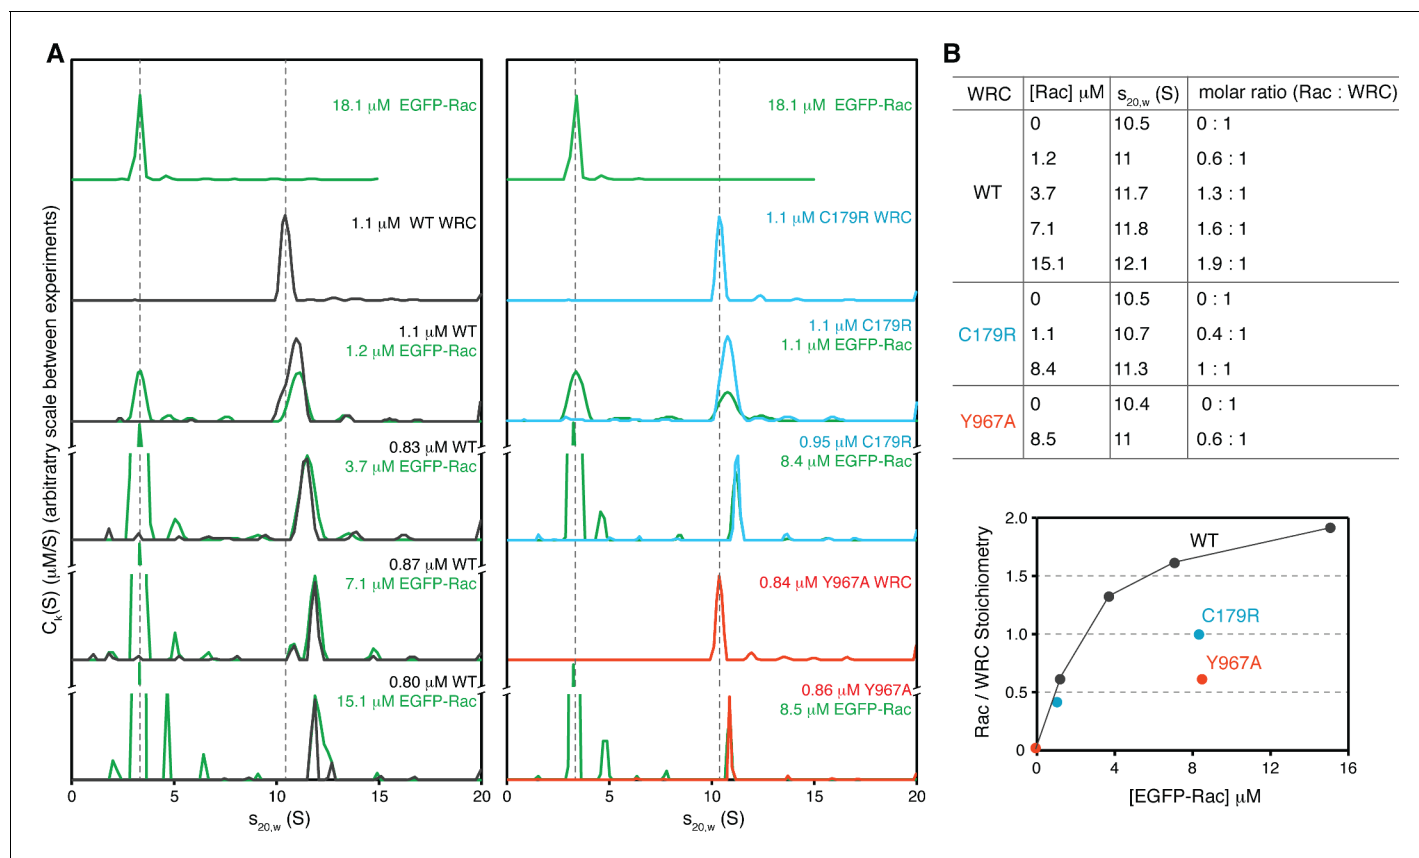 A
C_k(S) (μM/S) (arbitratry scale between experiments)
18.1 μM EGFP-Rac
1.1 μM WT WRC
1.1 μM WT
1.2 μM EGFP-Rac
0.83 μM WT
3.7 μM EGFP-Rac
0.87 μM WT
7.1 μM EGFP-Rac
0.80 μM WT
15.1 μM EGFP-Rac
0 5 10 15 20
s20,w (S)
18.1 μM EGFP-Rac
1.1 μM C179R WRC
1.1 μM C179R
1.1 μM EGFP-Rac
0.95 μM C179R
8.4 μM EGFP-Rac
0.84 μM Y967A WRC
0.86 μM Y967A
8.5 μM EGFP-Rac
0 5 10 15 20
s20,w (S)
B
WRC [Rac] μM s20,w (S) molar ratio (Rac : WRC)
0 10.5 0 : 1
1.2 11 0.6 : 1
WT 3.7 11.7 1.3 : 1
7.1 11.8 1.6 : 1
15.1 12.1 1.9 : 1
0 10.5 0 : 1
C179R 1.1 10.7 0.4 : 1
8.4 11.3 1 : 1
Y967A 0 10.4 0 : 1
8.5 11 0.6 : 1
Rac / WRC Stoichiometry
2.0
1.5
1.0
0.5
0
WT
C179R
Y967A
0 4 8 12 16
[EGFP-Rac] μM